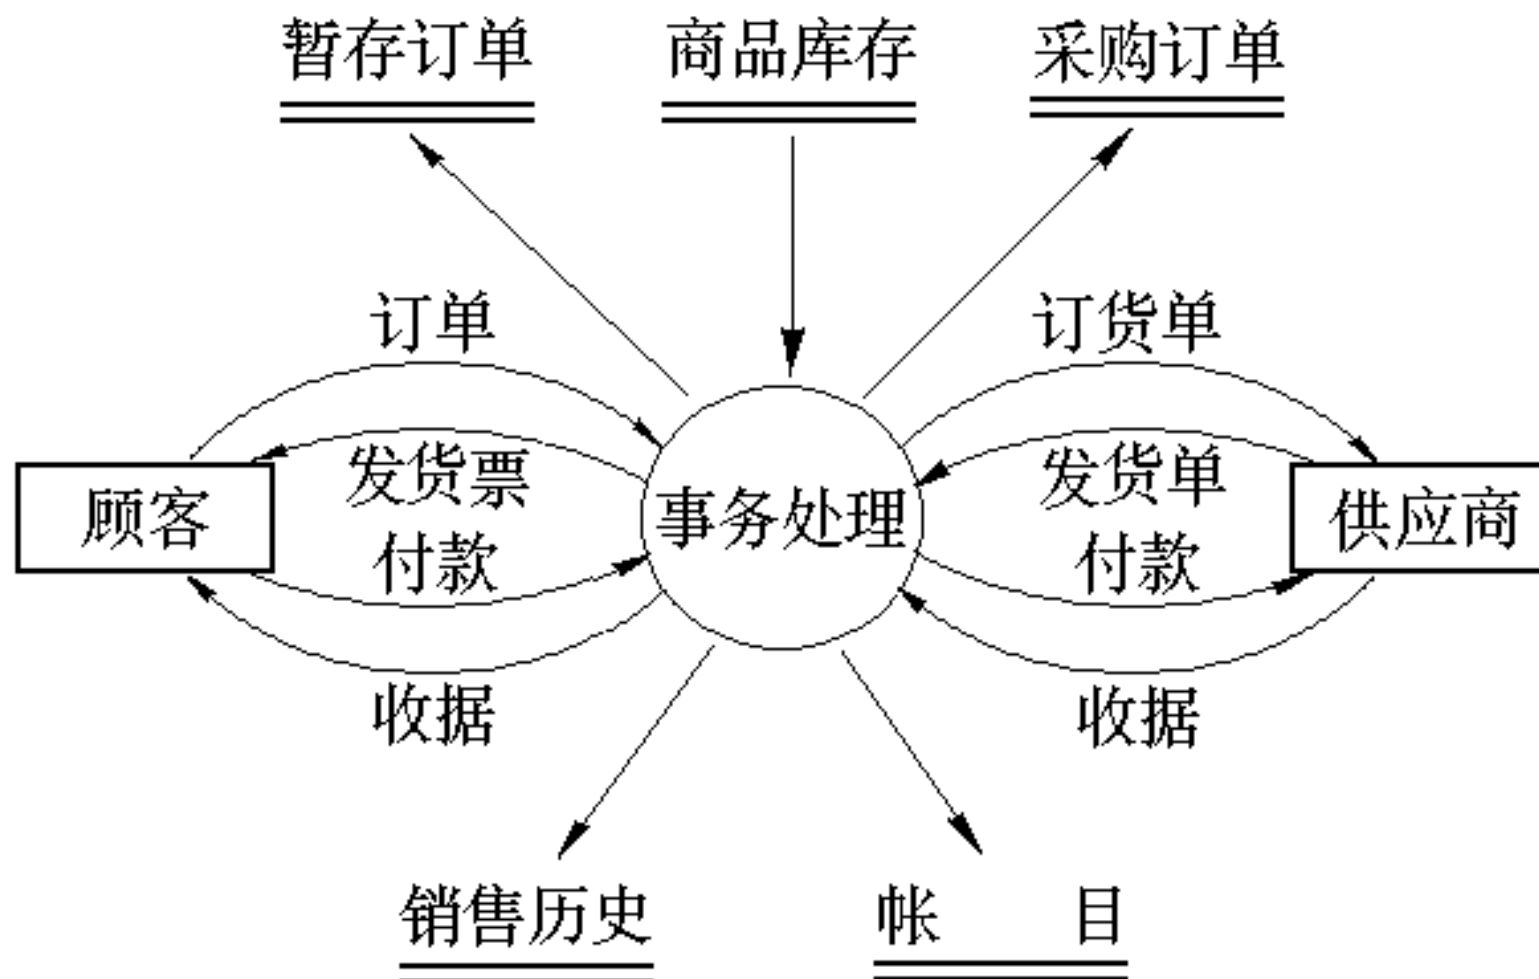 暂存订单 商品库存 采购订单
订单 订货单
发货票 发货单
顾客 事务处理 供应商
付款 付款
收据 收据
销售历史 帐 目